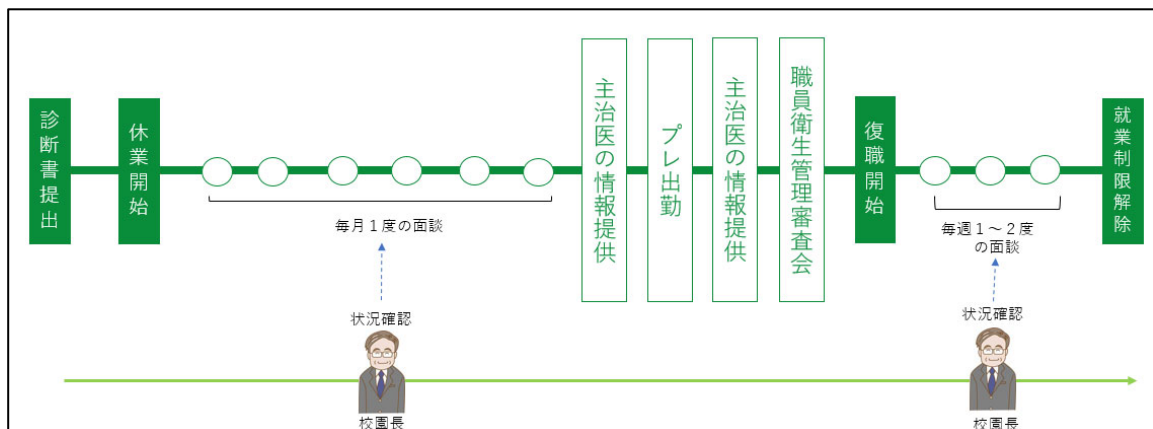 診断書提出
休業開始
毎月１度の面談
状況確認
校園長
主治医の情報提供
プレ出勤
主治医の情報提供
職員衛生管理審査会
復職開始
毎週１～２度
の面談
状況確認
校園長
就業制限解除